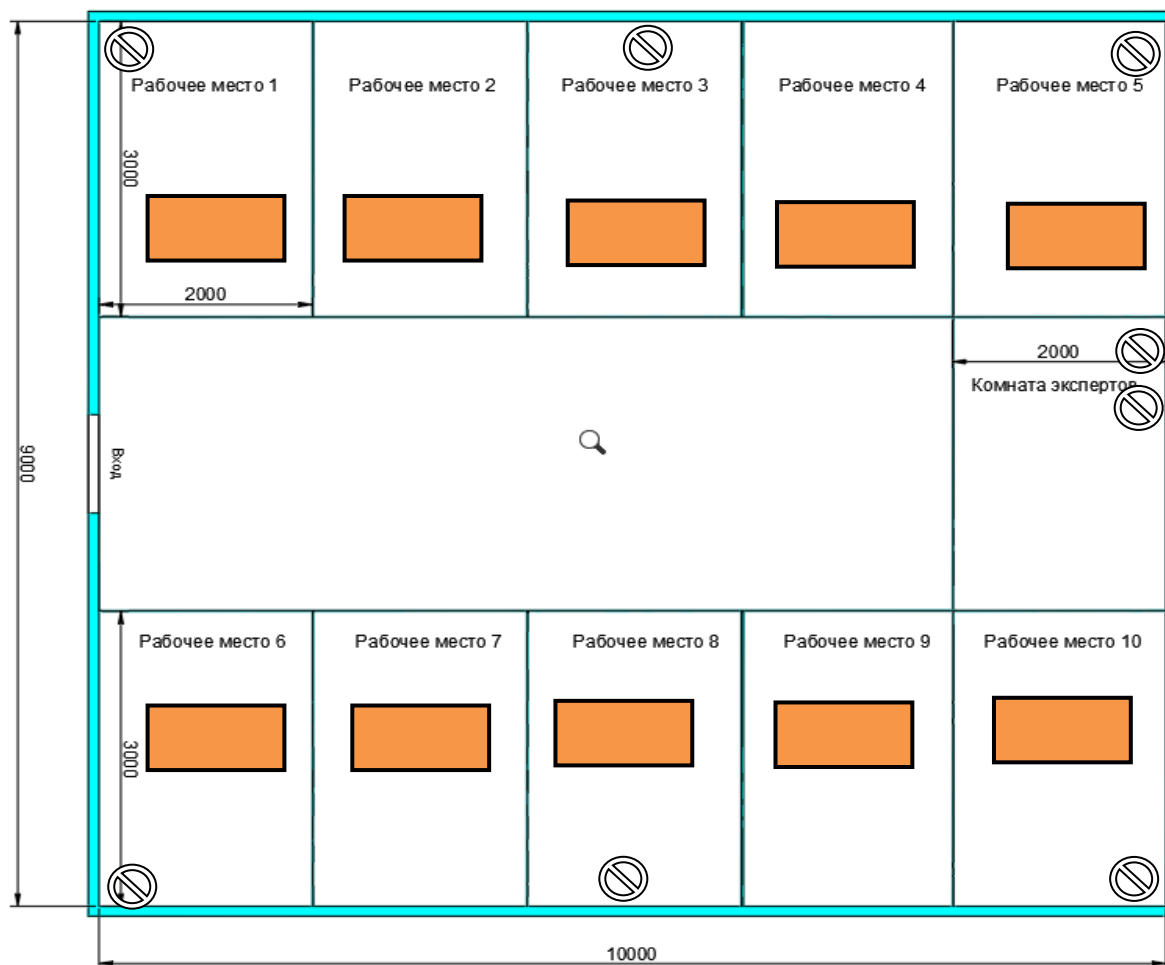 Рабочее место 1
Рабочее место 2
Рабочее место 3
Рабочее место 4
Рабочее место 5
3000
2000
2000
Комната экспертов
9000
Вход
Рабочее место 6
Рабочее место 7
Рабочее место 8
Рабочее место 9
Рабочее место 10
3000
10000